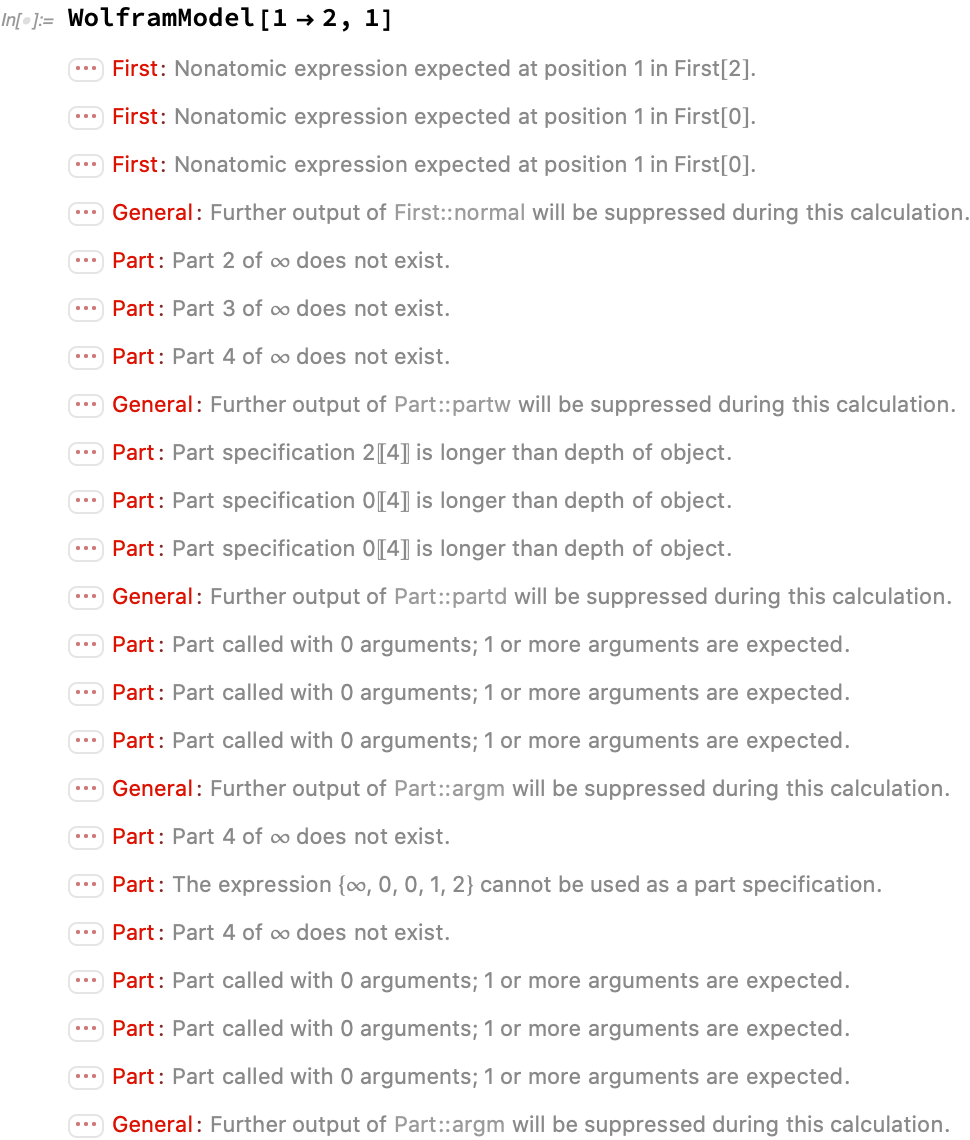 In[•]:= WolframModel[1 → 2, 1]
··· First: Nonatomic expression expected at position 1 in First[2].
··· First: Nonatomic expression expected at position 1 in First[0].
··· First: Nonatomic expression expected at position 1 in First[0].
··· General: Further output of First::normal will be suppressed during this calculation.
··· Part: Part 2 of ∞ does not exist.
··· Part: Part 3 of ∞ does not exist.
··· Part: Part 4 of ∞ does not exist.
··· General: Further output of Part::partw will be suppressed during this calculation.
··· Part: Part specification 2⟦4⟧ is longer than depth of object.
··· Part: Part specification 0⟦4⟧ is longer than depth of object.
··· Part: Part specification 0⟦4⟧ is longer than depth of object.
··· General: Further output of Part::partd will be suppressed during this calculation.
··· Part: Part called with 0 arguments; 1 or more arguments are expected.
··· Part: Part called with 0 arguments; 1 or more arguments are expected.
··· Part: Part called with 0 arguments; 1 or more arguments are expected.
··· General: Further output of Part::argm will be suppressed during this calculation.
··· Part: Part 4 of ∞ does not exist.
··· Part: The expression {∞, 0, 0, 1, 2} cannot be used as a part specification.
··· Part: Part 4 of ∞ does not exist.
··· Part: Part called with 0 arguments; 1 or more arguments are expected.
··· Part: Part called with 0 arguments; 1 or more arguments are expected.
··· Part: Part called with 0 arguments; 1 or more arguments are expected.
··· General: Further output of Part::argm will be suppressed during this calculation.